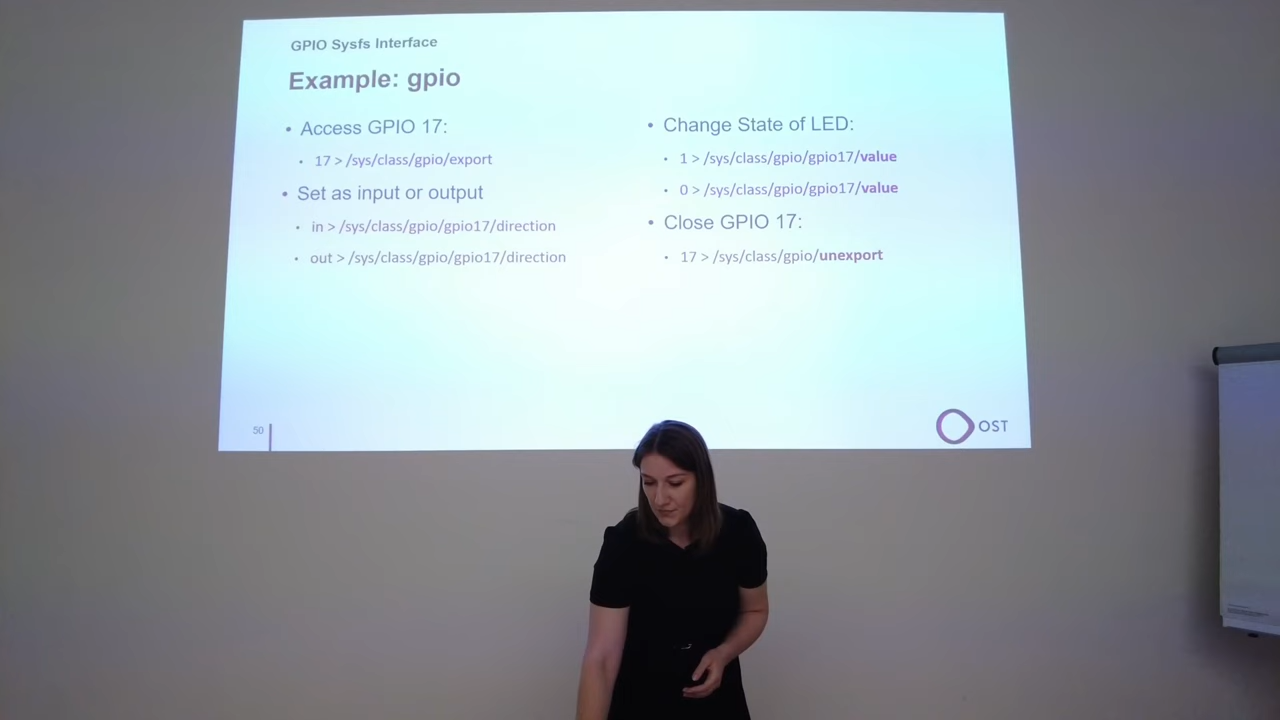 GPIO Sysfs Interface
Example: gpio
• Access GPIO 17:
• 17 > /sys/class/gpio/export
• Set as input or output
• in > /sys/class/gpio/gpio17/direction
• out > /sys/class/gpio/gpio17/direction
• Change State of LED:
• 1 > /sys/class/gpio/gpio17/value
• 0 > /sys/class/gpio/gpio17/value
• Close GPIO 17:
• 17 > /sys/class/gpio/unexport
50
OST